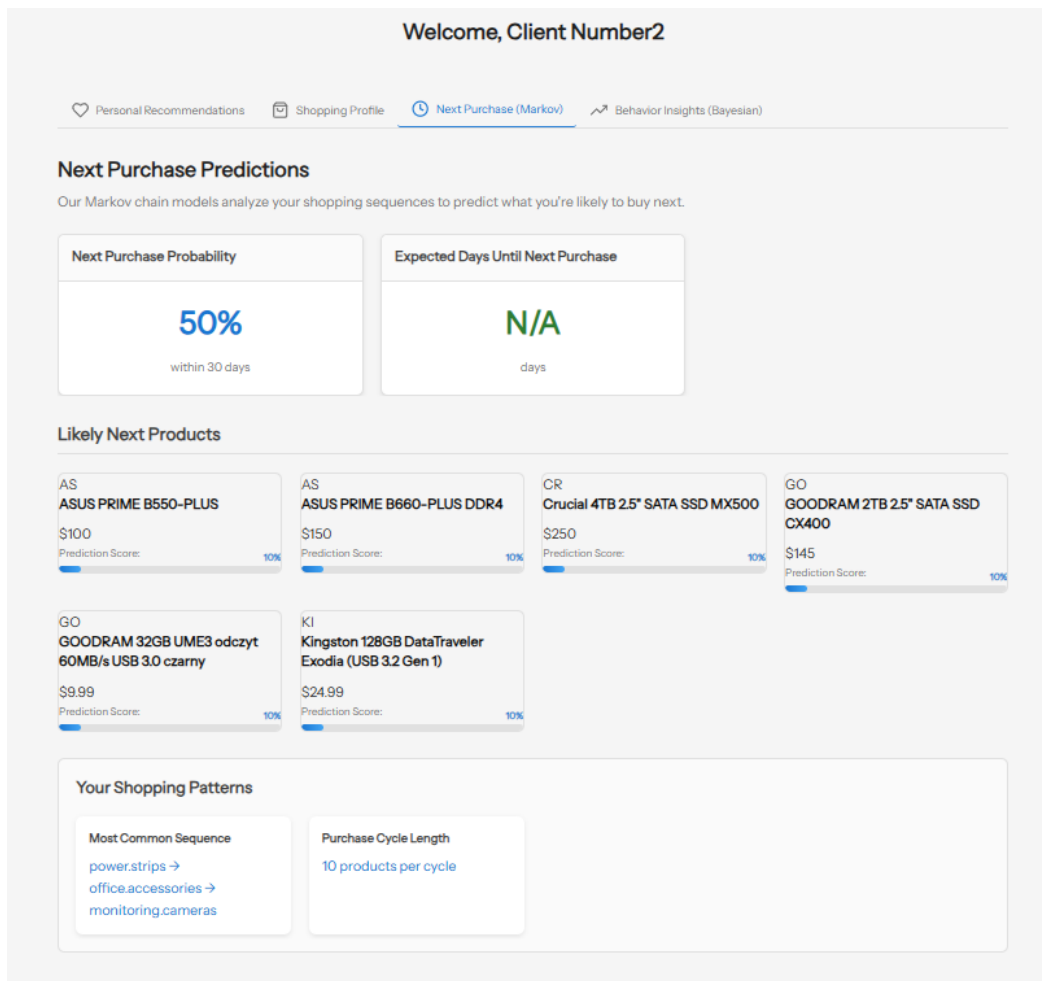 Welcome, Client Number2
Personal Recommendations
Shopping Profile
Next Purchase (Markov)
Behavior Insights (Bayesian)
Next Purchase Predictions
Our Markov chain models analyze your shopping sequences to predict what you're likely to buy next.
Next Purchase Probability
50%
within 30 days
Expected Days Until Next Purchase
N/A
days
Likely Next Products
AS
ASUS PRIME B550-PLUS
$100
Prediction Score:
10%
AS
ASUS PRIME B660-PLUS DDR4
$150
Prediction Score:
10%
CR
Crucial 4TB 2.5" SATA SSD MX500
$250
Prediction Score:
10%
GO
GOODRAM 2TB 2.5" SATA SSD
CX400
$145
Prediction Score:
10%
GO
GOODRAM 32GB UME3 odczyt
60MB/s USB 3.0 czarny
$9.99
Prediction Score:
10%
KI
Kingston 128GB DataTraveler
Exodia (USB 3.2 Gen 1)
$24.99
Prediction Score:
10%
Your Shopping Patterns
Most Common Sequence
power.strips →
office.accessories →
monitoring.cameras
Purchase Cycle Length
10 products per cycle